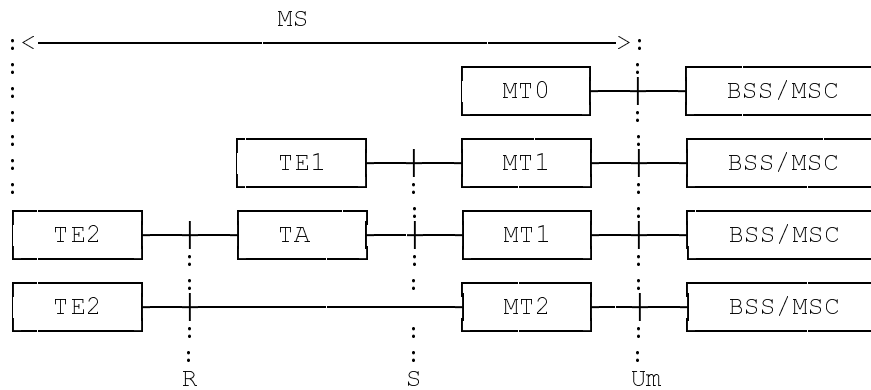 MS
MT0 BSS/MSC
TE1 MT1 BSS/MSC
TE2 TA MT1 BSS/MSC
TE2 MT2 BSS/MSC
R S Um